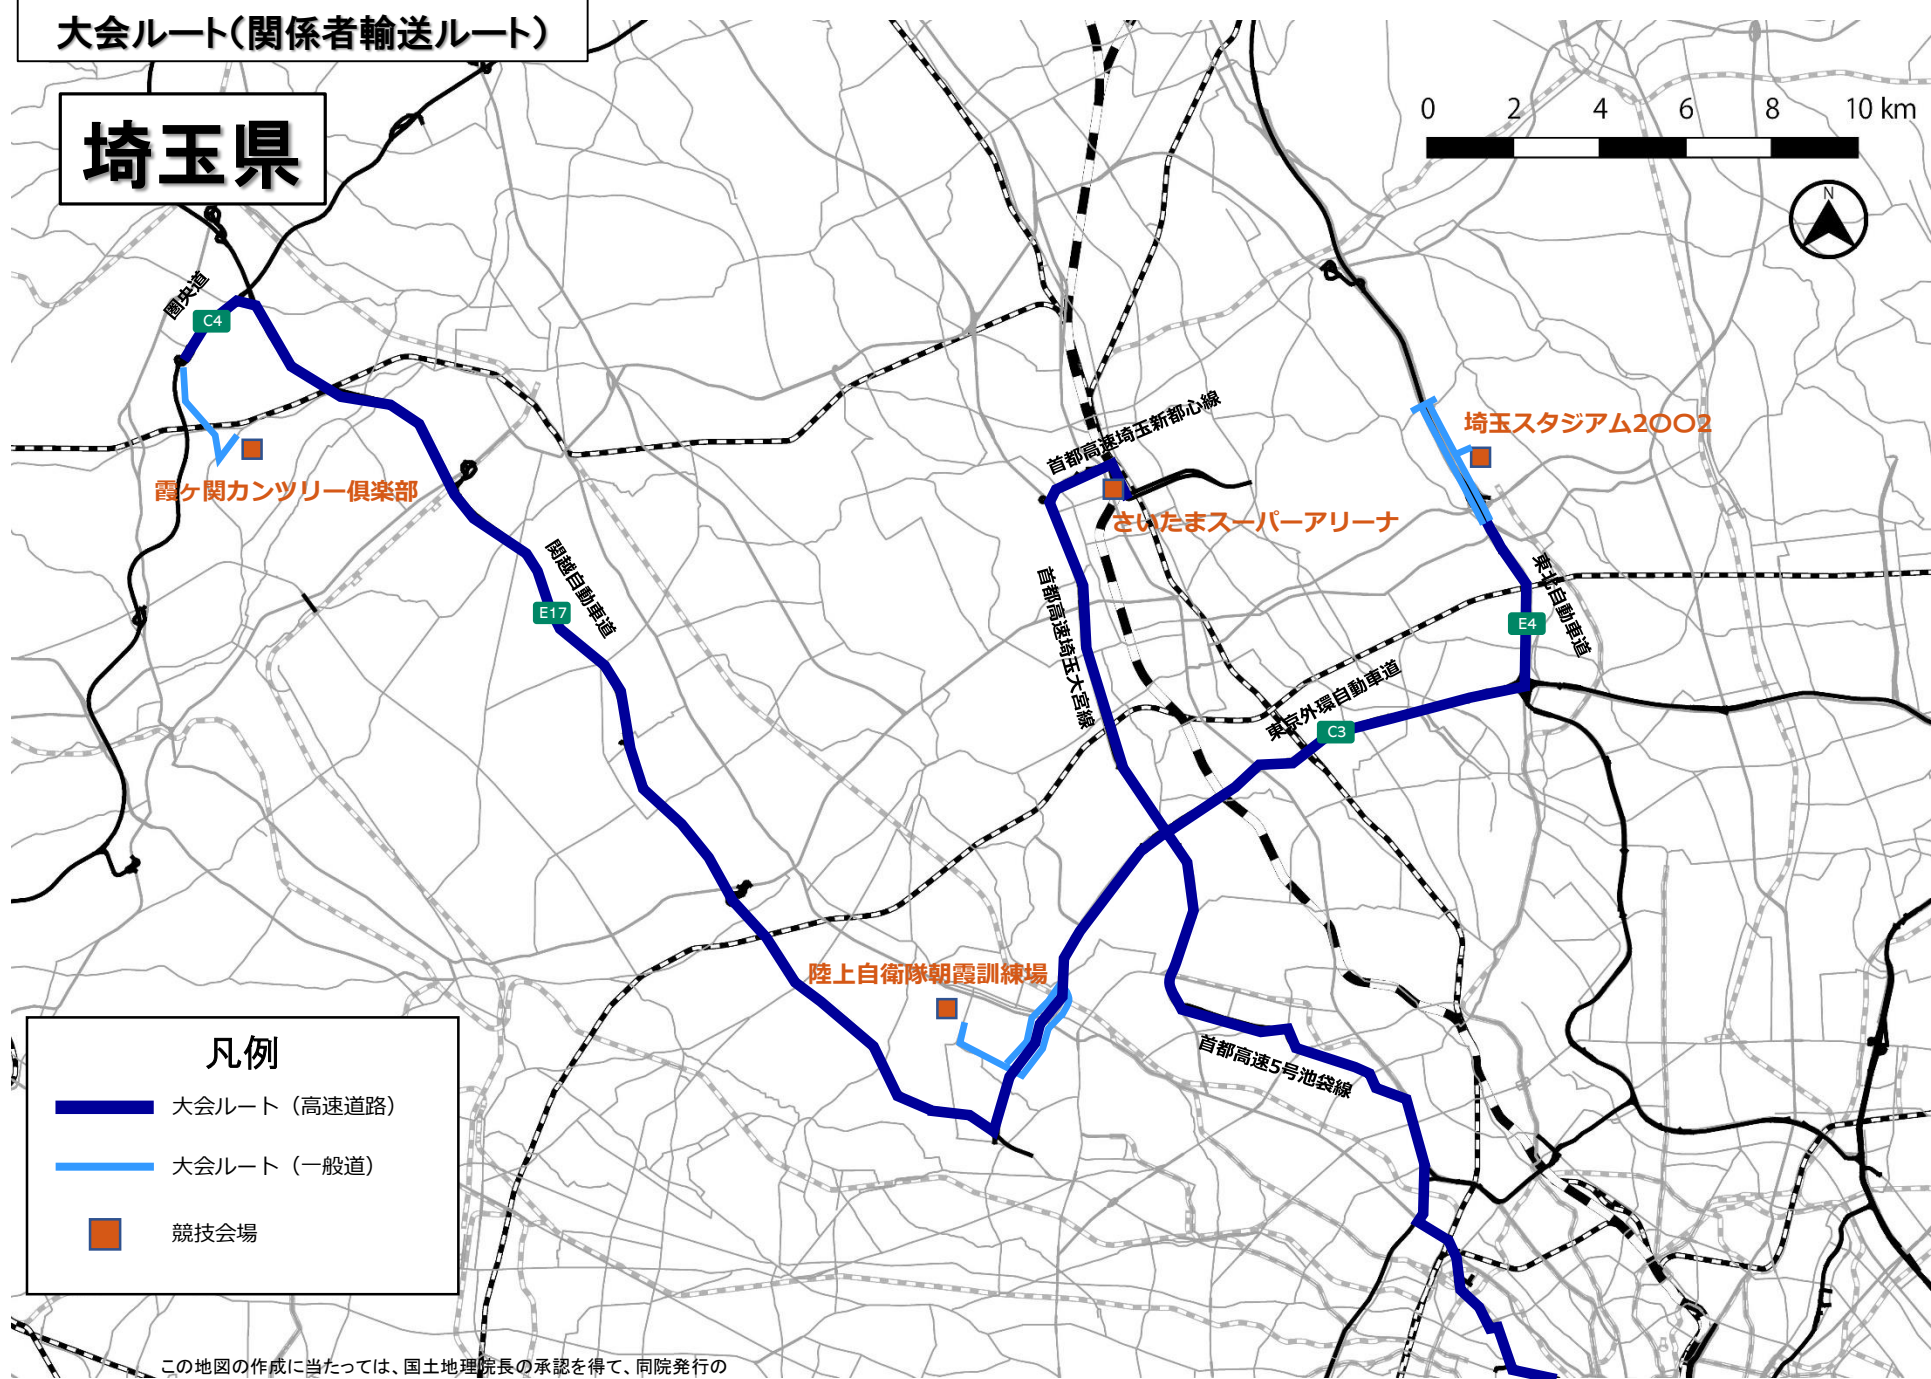 大会ルート（関係者輸送ルート）
埼玉県
0 2 4 6 8 10 km
N
圏央道
C4
首都高速埼玉新都心線
埼玉スタジアム2〇〇2
霞ヶ関カンツリー倶楽部
さいたまスーパーアリーナ
関越自動車道
E17
首都高速埼玉大宮線
東北自動車道
E4
東京外環自動車道
C3
陸上自衛隊朝霞訓練場
首都高速5号池袋線
凡例
大会ルート（高速道路）
大会ルート（一般道）
競技会場
この地図の作成に当たっては、国土地理院長の承認を得て、同院発行の